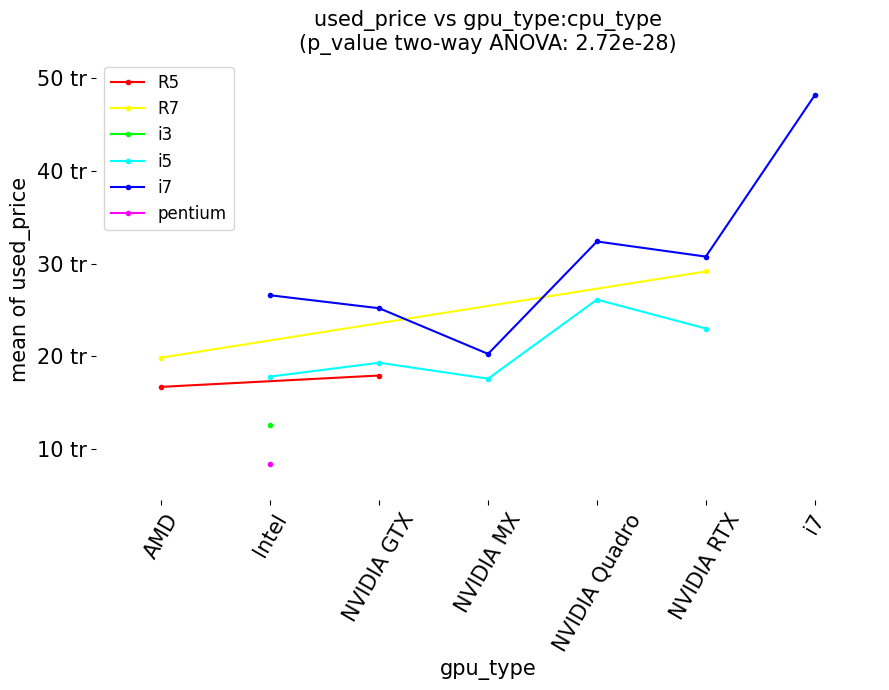 used_price vs gpu_type:cpu_type
(p_value two-way ANOVA: 2.72e-28)
R5
R7
i3
i5
i7
pentium
50 tr
40 tr
30 tr
20 tr
10 tr
mean of used_price
AMD
Intel
NVIDIA GTX
NVIDIA MX
NVIDIA Quadro
NVIDIA RTX
i7
gpu_type